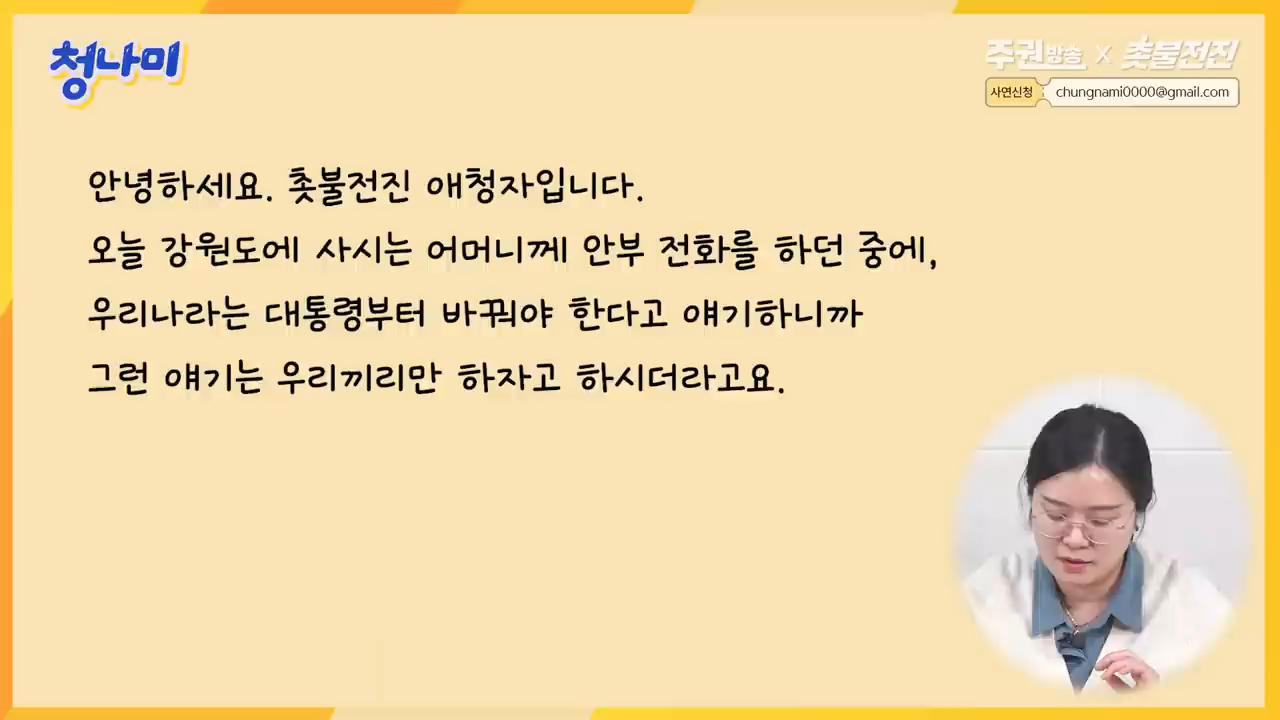 청나미
주권방송 X 촛불전진
사연신청 chungnami0000@gmail.com
안녕하세요. 촛불전진 애청자입니다.
오늘 강원도에 사시는 어머니께 안부 전화를 하던 중에,
우리나라는 대통령부터 바꿔야 한다고 얘기하니까
그런 얘기는 우리끼리만 하자고 하시더라고요.